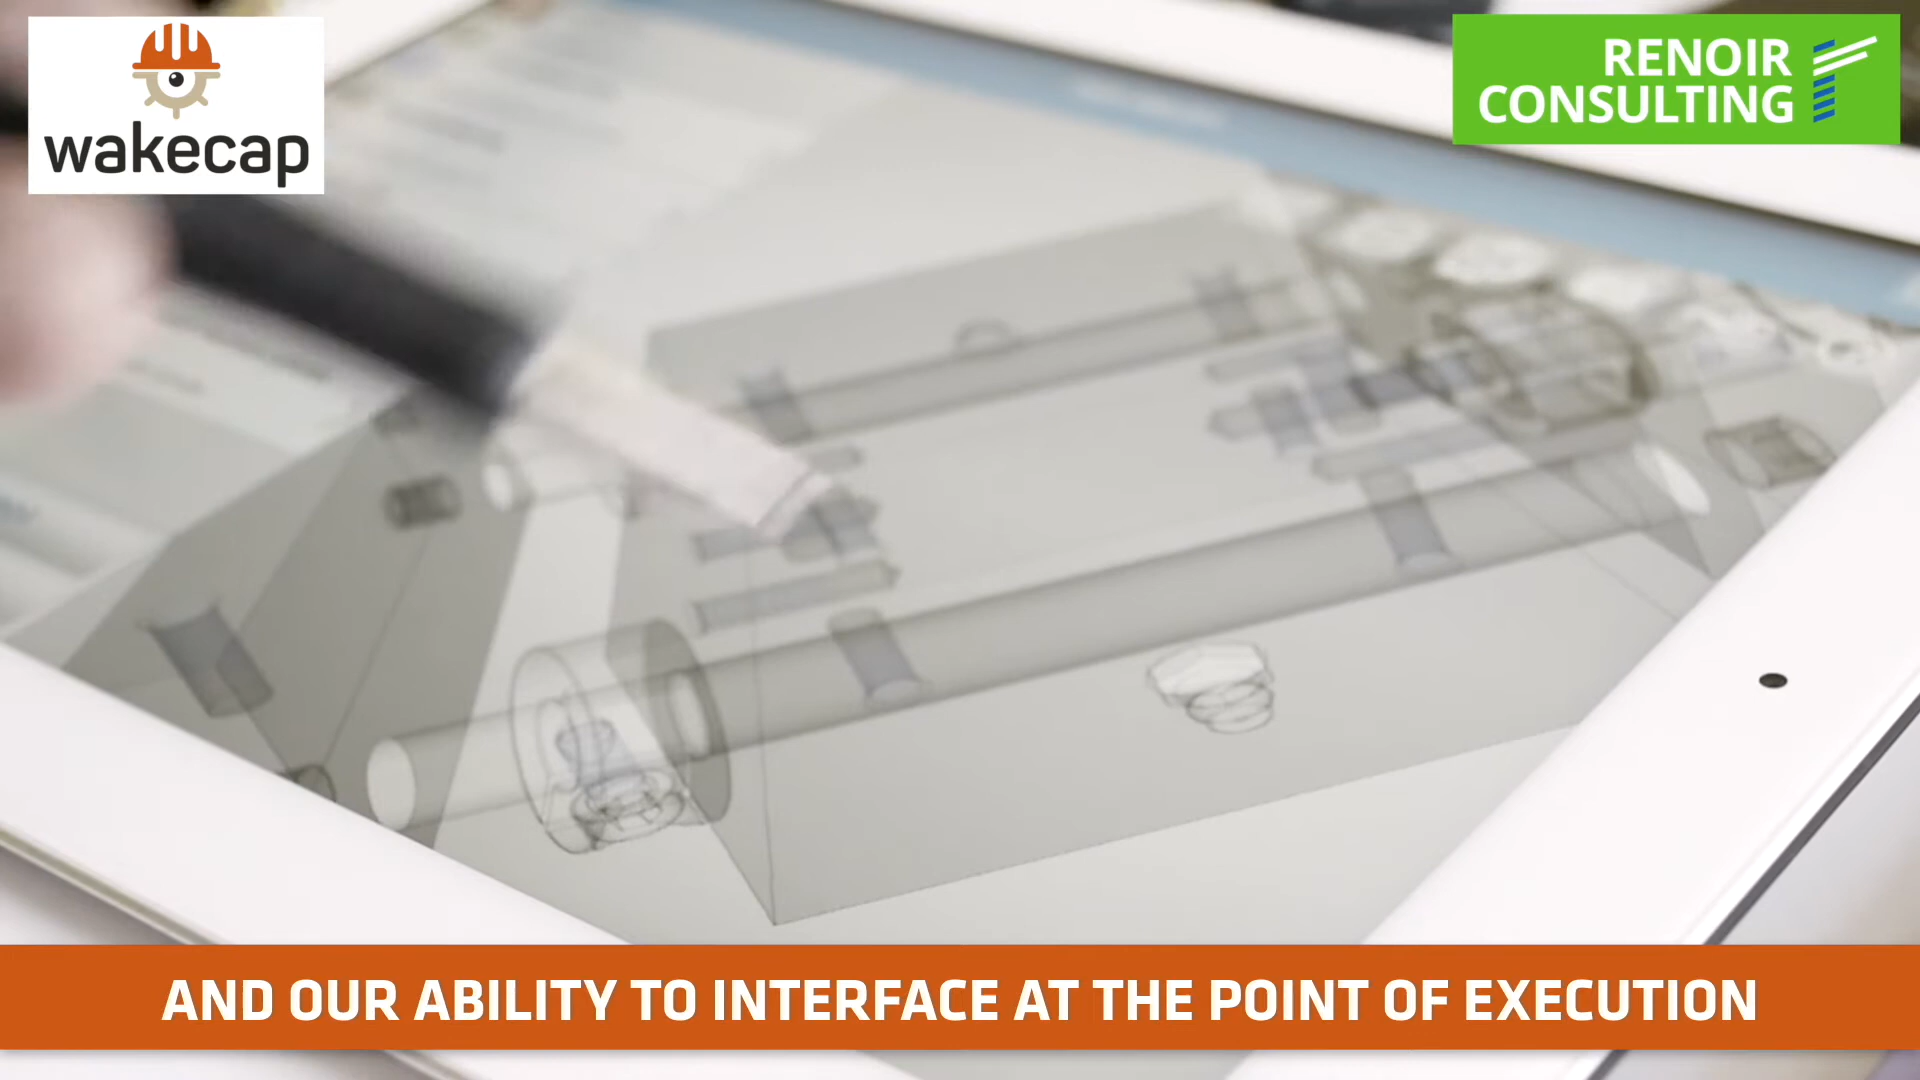 wakecap
RENOIR
CONSULTING
AND OUR ABILITY TO INTERFACE AT THE POINT OF EXECUTION